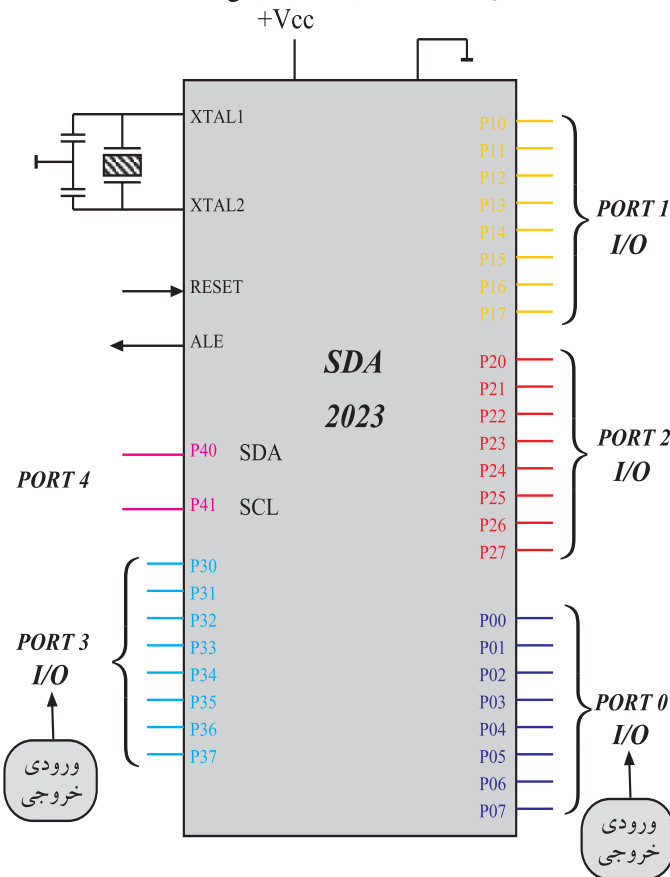 +Vcc
XTAL1
XTAL2
RESET
ALE
SDA
2023
P40 SDA
P41 SCL
PORT 4
P30
P31
P32
P33
P34
P35
P36
P37
PORT 3
I/O
ورودی
خروجی
P10
P11
P12
P13
P14
P15
P16
P17
PORT 1
I/O
P20
P21
P22
P23
P24
P25
P26
P27
PORT 2
I/O
P00
P01
P02
P03
P04
P05
P06
P07
PORT 0
I/O
ورودی
خروجی